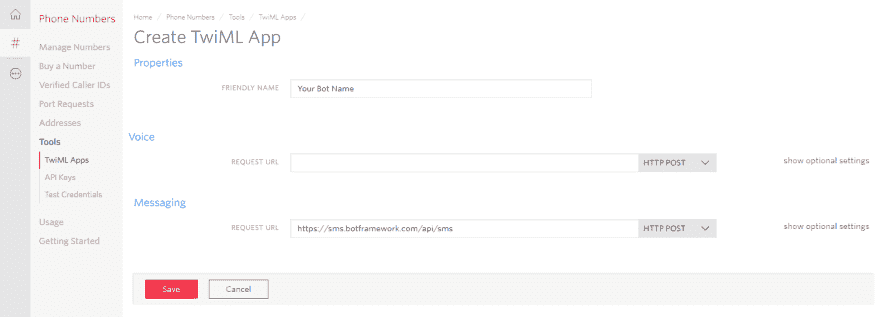 Phone Numbers
Manage Numbers
Buy a Number
Verified Caller IDs
Port Requests
Addresses
Tools
TwiML Apps
API Keys
Test Credentials
Usage
Getting Started
Home / Phone Numbers / Tools / TwiML Apps /
Create TwiML App
Properties
FRIENDLY NAME Your Bot Name
Voice
REQUEST URL HTTP POST show optional settings
Messaging
REQUEST URL https://sms.botframework.com/api/sms HTTP POST show optional settings
Save Cancel